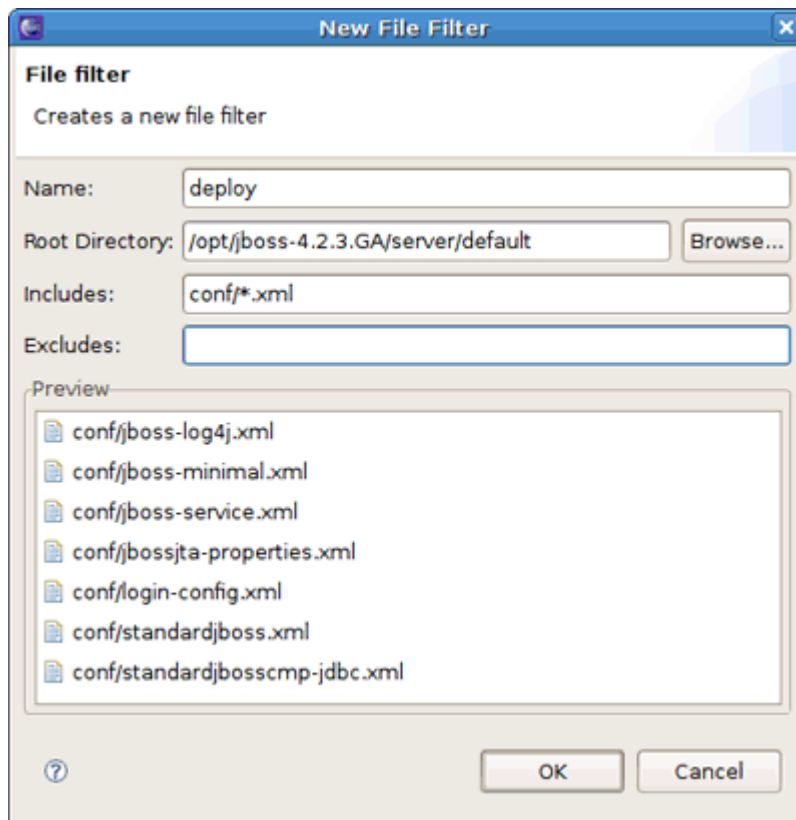 New File Filter
File filter
Creates a new file filter
Name: deploy
Root Directory: /opt/jboss-4.2.3.GA/server/default Browse...
Includes: conf/*.xml
Excludes:
Preview
conf/jboss-log4j.xml
conf/jboss-minimal.xml
conf/jboss-service.xml
conf/jbossjta-properties.xml
conf/login-config.xml
conf/standardjboss.xml
conf/standardjbosscmp-jdbc.xml
? OK Cancel